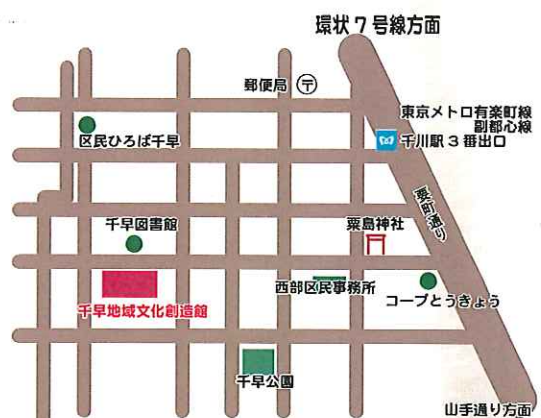 環状7号線方面
郵便局 〒
東京メトロ有楽町線
副都心線
千川駅3番出口
区民ひろば千早
要町通り
千早図書館
粟島神社
西部区民事務所
コープとうきょう
千早地域文化創造館
千早公園
山手通り方面